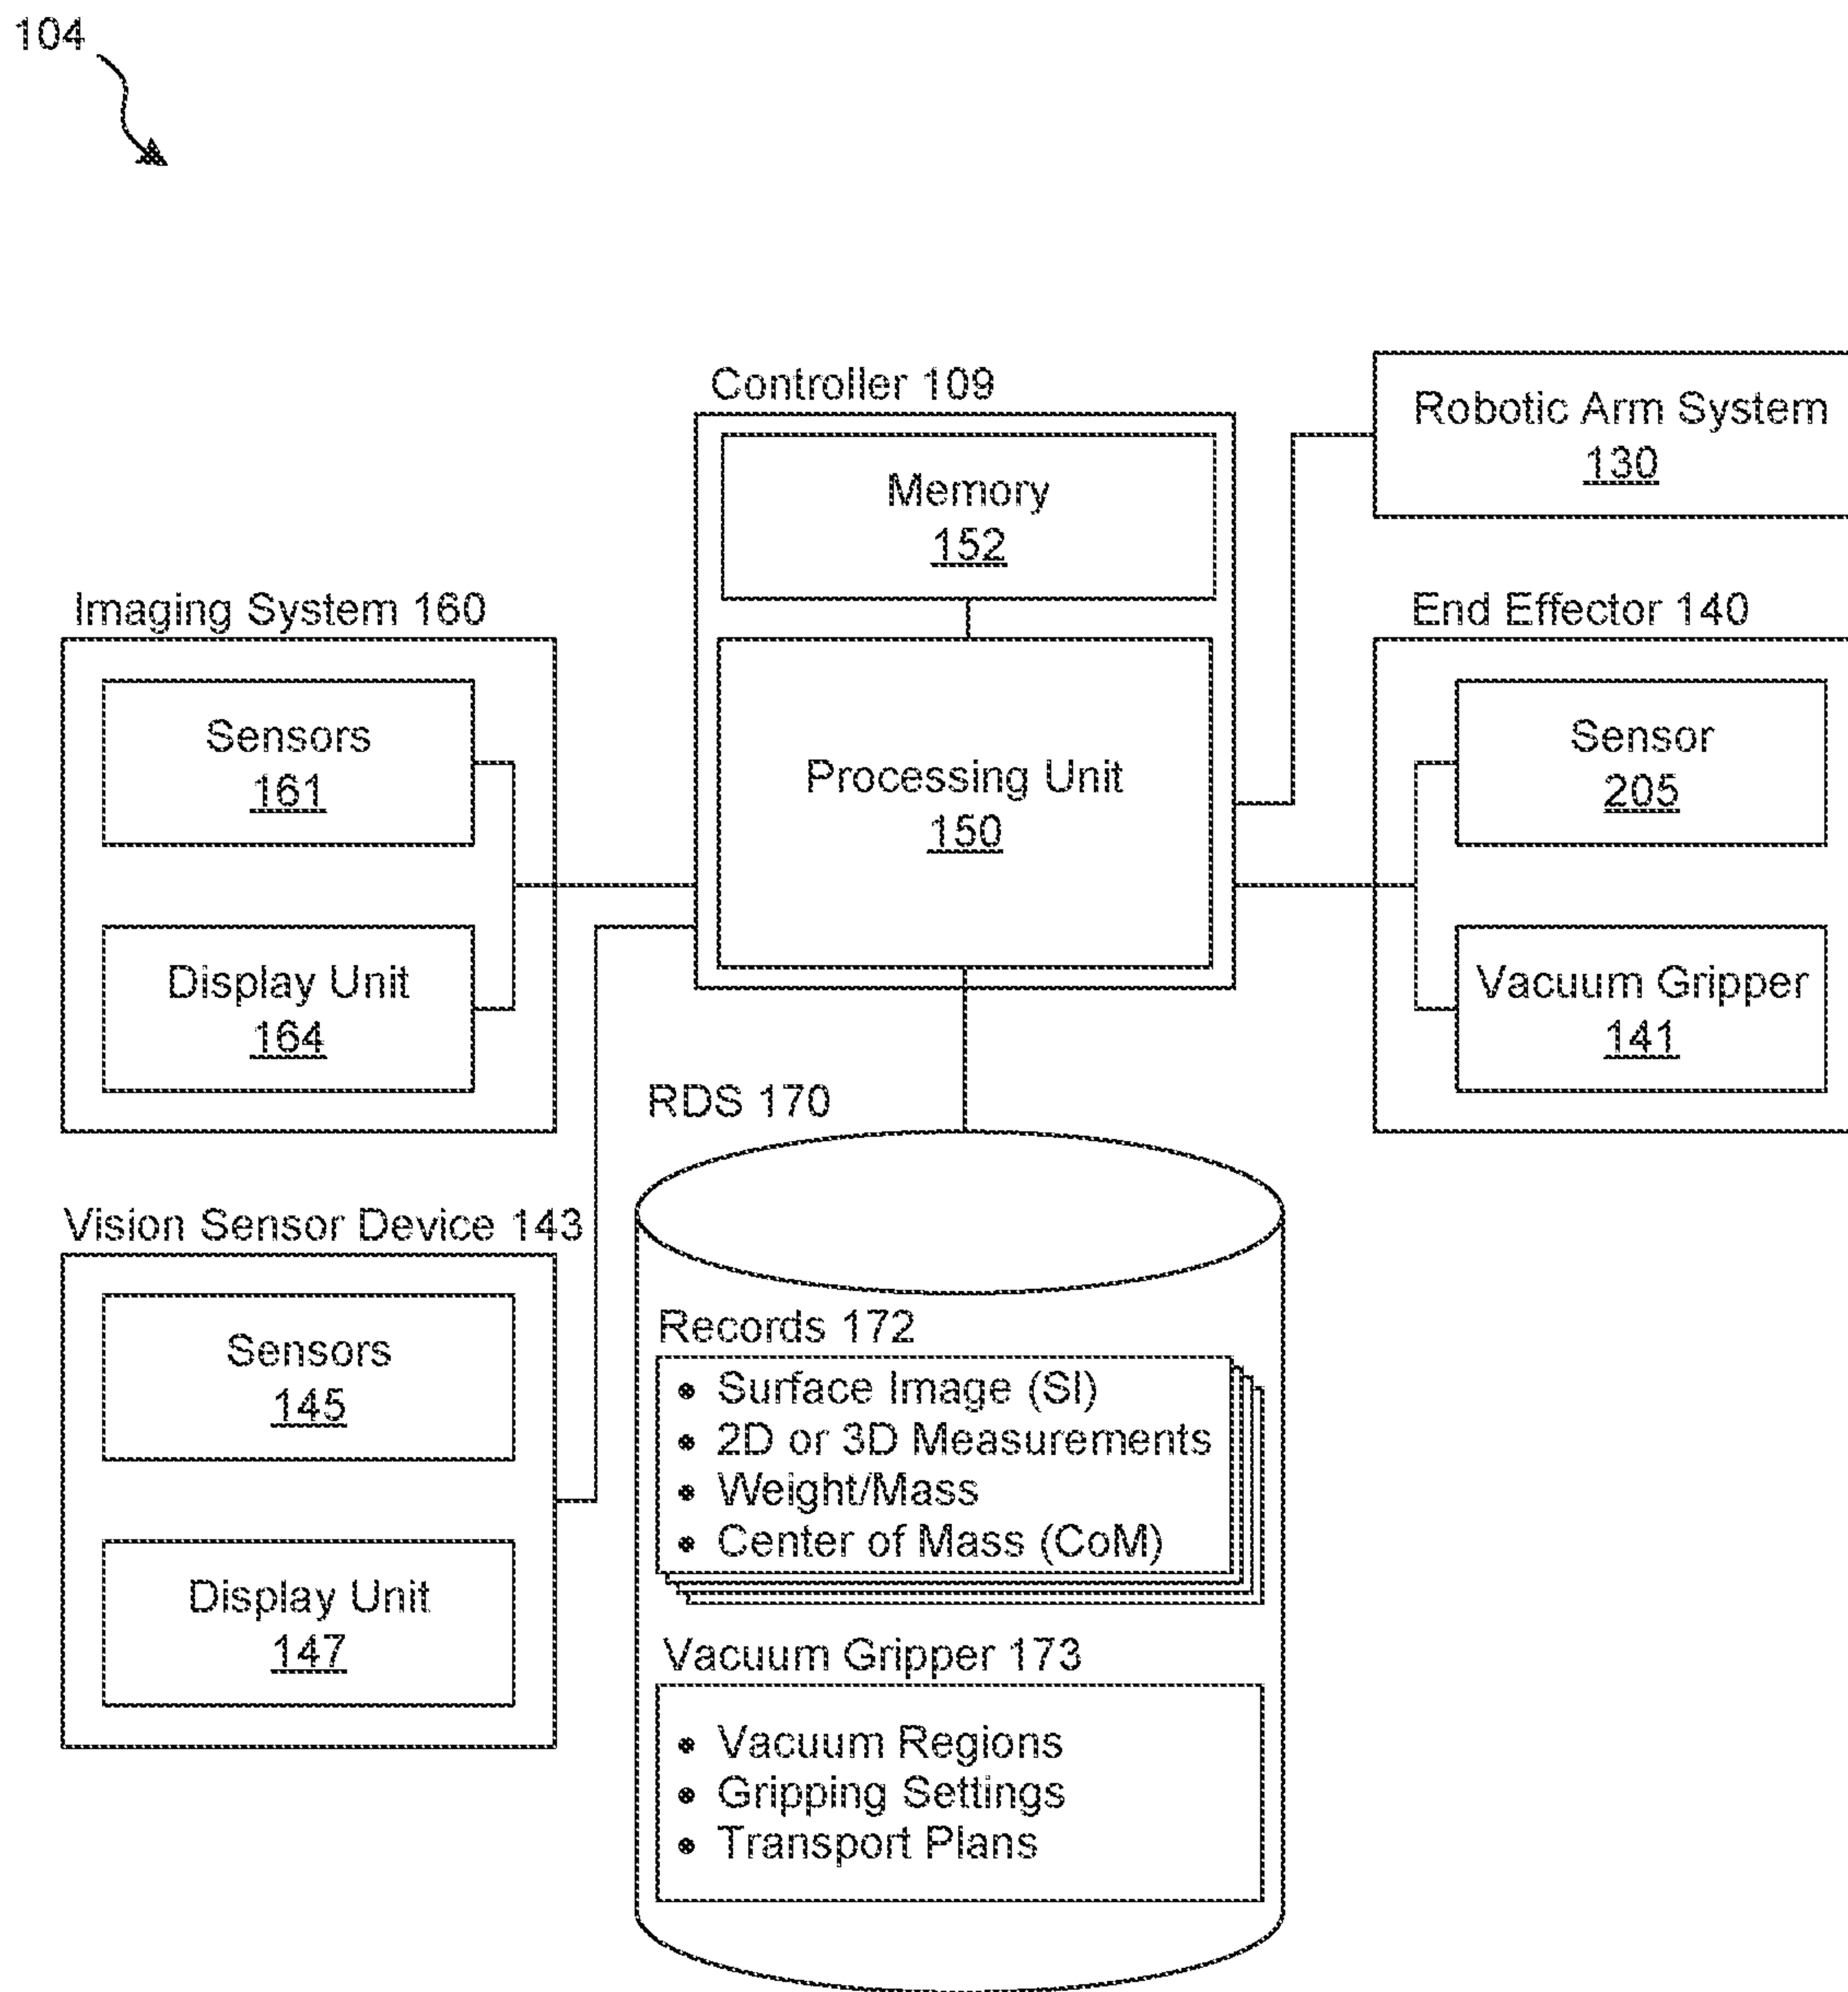 104
Controller 109
Memory
152
Processing Unit
150
Robotic Arm System
130
Imaging System 160
Sensors
161
Display Unit
164
End Effector 140
Sensor
205
Vacuum Gripper
141
RDS 170
Vision Sensor Device 143
Sensors
145
Display Unit
147
Records 172
• Surface Image (SI)
• 2D or 3D Measurements
• Weight/Mass
• Center of Mass (CoM)
Vacuum Gripper 173
• Vacuum Regions
• Gripping Settings
• Transport Plans